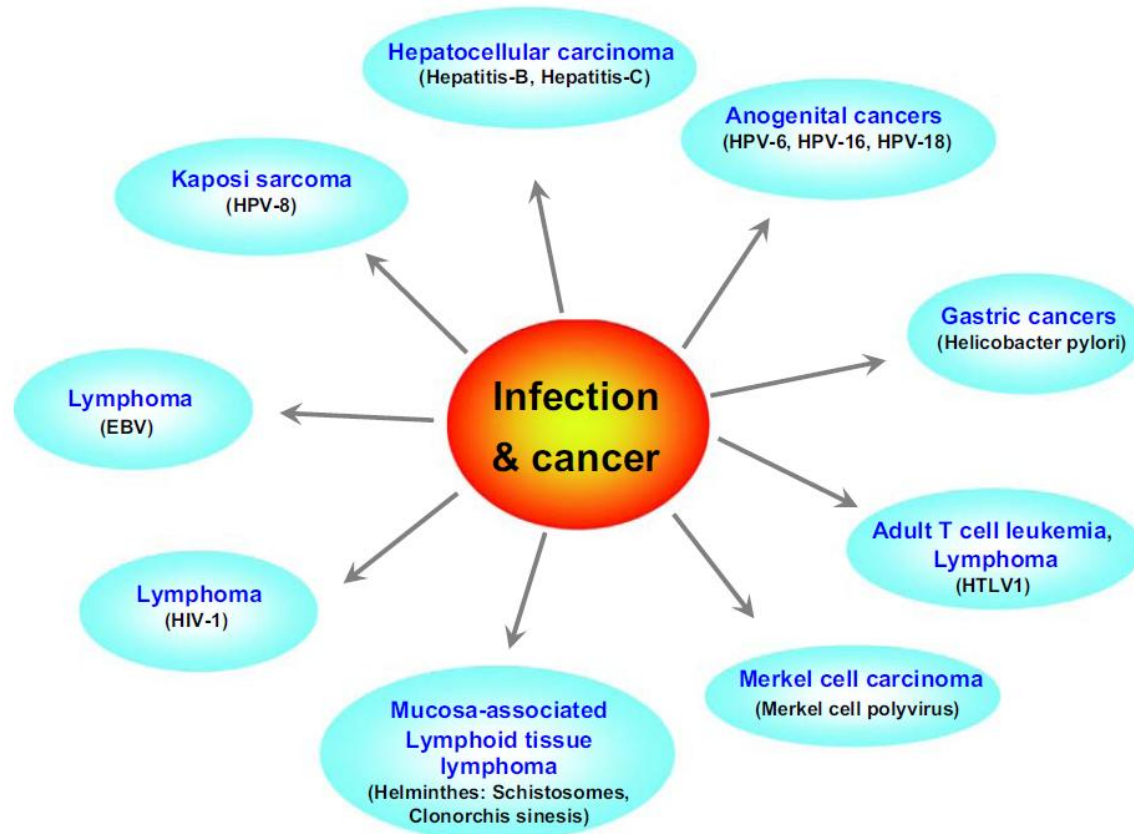 Hepatocellular carcinoma
(Hepatitis-B, Hepatitis-C)
Anogenital cancers
(HPV-6, HPV-16, HPV-18)
Kaposi sarcoma
(HPV-8)
Gastric cancers
(Helicobacter pylori)
Infection
& cancer
Lymphoma
(EBV)
Adult T cell leukemia,
Lymphoma
(HTLV1)
Lymphoma
(HIV-1)
Merkel cell carcinoma
(Merkel cell polyvirus)
Mucosa-associated
Lymphoid tissue
lymphoma
(Helminthes: Schistosomes,
Clonorchis sinesis)